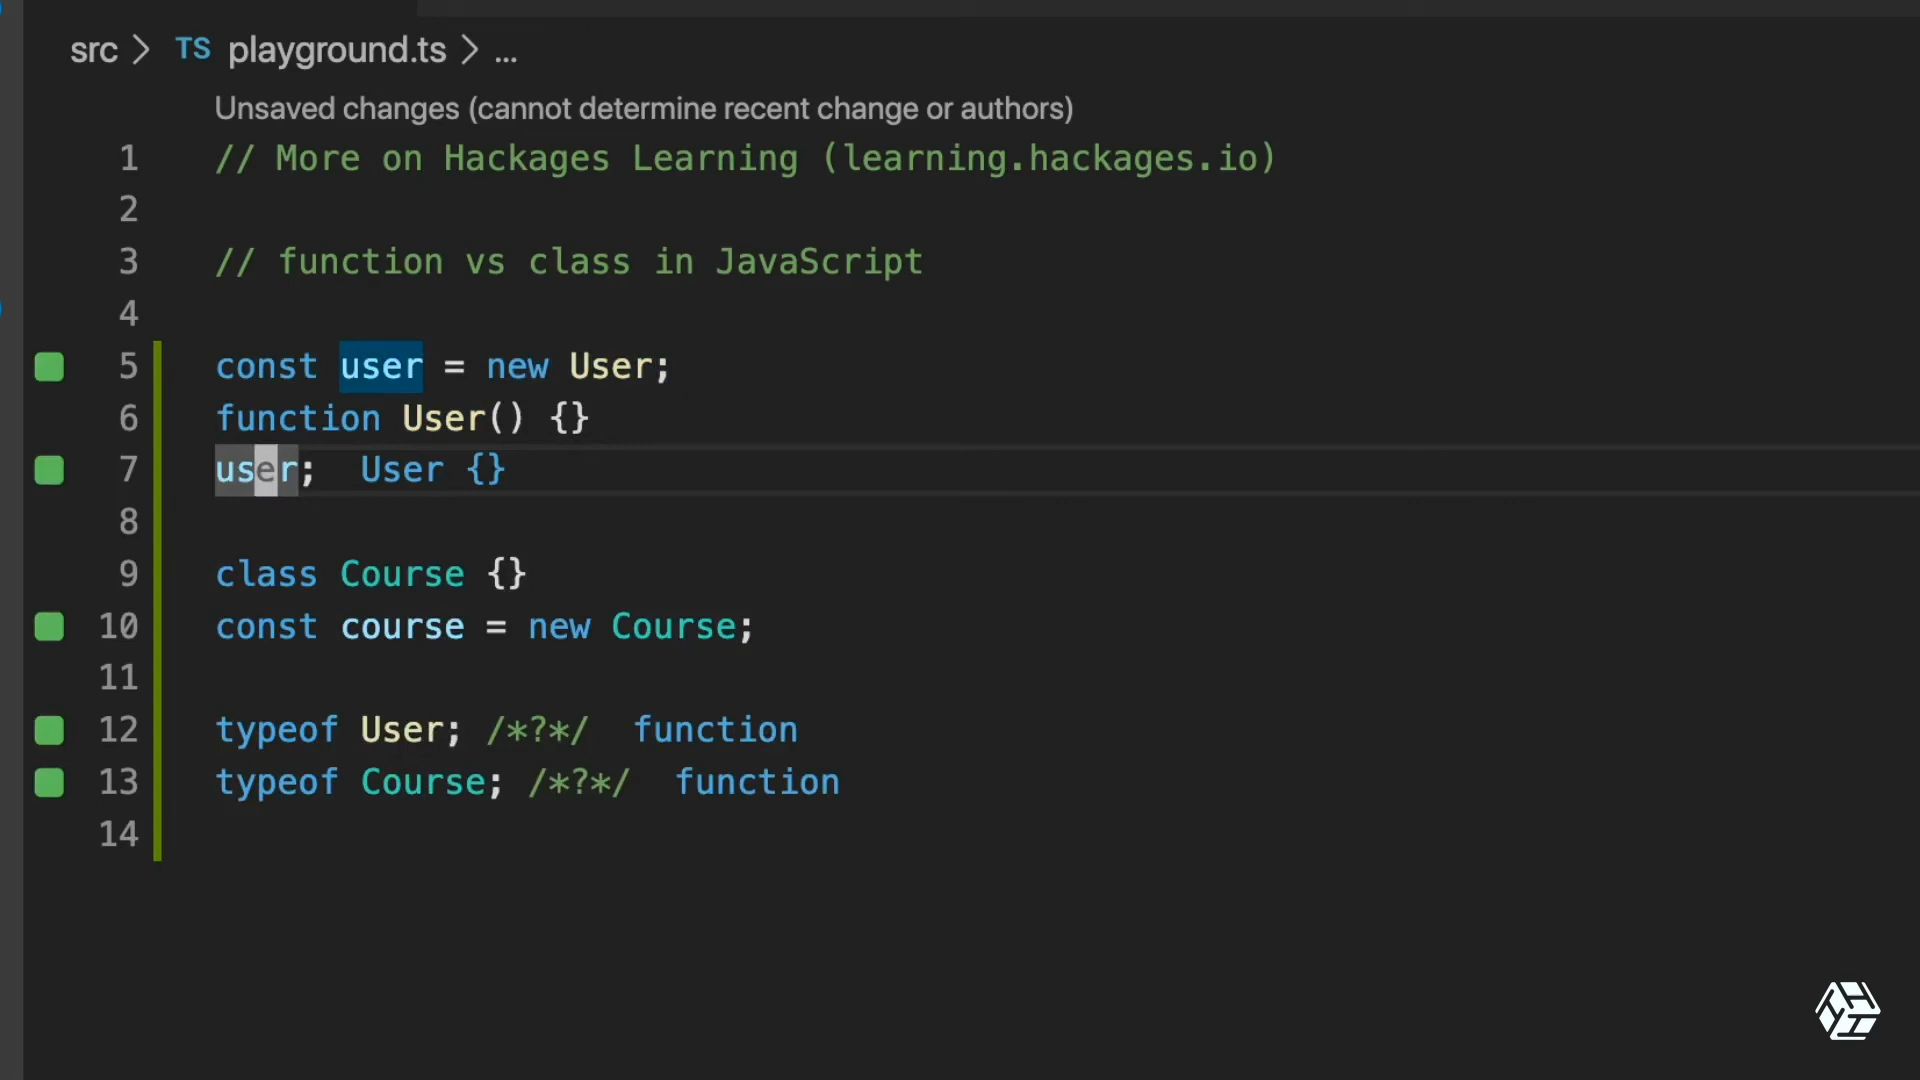 src > TS playground.ts > ...
Unsaved changes (cannot determine recent change or authors)
1 // More on Hackages Learning (learning.hackages.io)
2
3 // function vs class in JavaScript
4
5 const user = new User;
6 function User() {}
7 user; User {}
8
9 class Course {}
10 const course = new Course;
11
12 typeof User; /*?*/ function
13 typeof Course; /*?*/ function
14